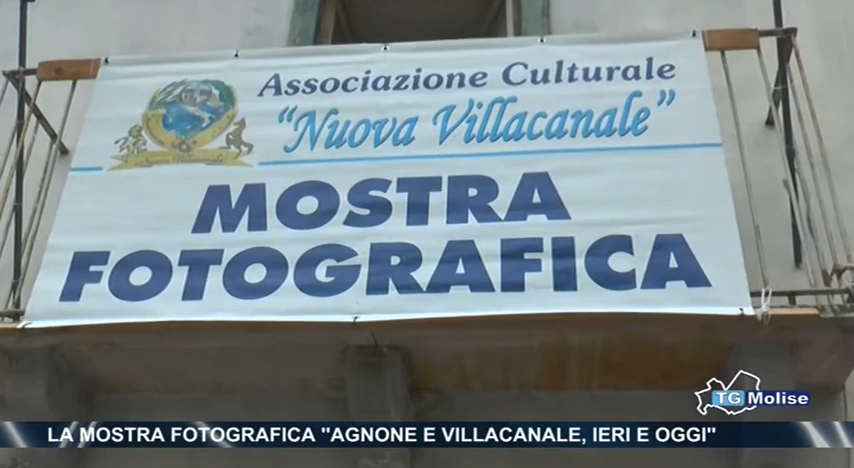 Associazione Culturale
"Nuova Villacanale"
MOSTRA
FOTOGRAFICA
TG Molise
LA MOSTRA FOTOGRAFICA "AGNONE E VILLACANALE, IERI E OGGI"